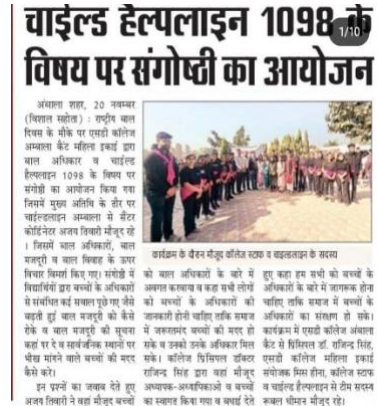 चाईल्ड हैल्पलाइन 1098 के
1/10
विषय पर संगोष्ठी का आयोजन
अंबाला शहर, 20 नवम्बर
(विशाल सहोता) : राष्ट्रीय बाल
दिवस के मौके पर एसडी कॉलेज
अम्बाला कैंट महिला इकाई द्वारा
बाल अधिकार व चाईल्ड
हैल्पलाइन 1098 के विषय पर
संगोष्ठी का आयोजन किया गया
जिसमें मुख्य अतिथि के तौर पर
चाईल्डलाइन अम्बाला से सैंटर
कोर्डिनेटर अजय तिवारी मौजूद रहे
। जिसमें भाल अधिकारों, बाल
मजदूरी व बाल विवाह के ऊपर
विचार विमर्श किए गए। संगोष्ठी में
विद्यार्थियों द्वारा बच्चों के अधिकारों
से संबंधित कई सवाल पूछे गए जैसे
बढ़ती हुई बाल मजदूरी को कैसे
रोके व बाल मजदूरी की सूचना
कहां पर दे व सार्वजनिक स्थानों पर
भीख मांगने वाले बच्चों की मदद
कैसे करे।
इन प्रश्नों का जवाब देते हुए
अजय तिवारी ने वहां मौजूद बच्चों
कार्यक्रम के दौरान मौजूद कॉलेज स्टाफ व चाइल्डलाइन के सदस्य
को बाल अधिकारों के बारे में
अवगत करवाया व कहा सभी लोगों
को बच्चों के अधिकारों की
जानकारी होनी चाहिए ताकि समाज
में जरूरतमंद बच्चों की मदद हो
सके व उनको उनके अधिकार मिल
सके। कॉलेज प्रिंसिपल डॉक्टर
राजिन्द्र सिंह द्वारा वहां मौजूद
अध्यापक-अध्यापिकाओं व बच्चों
का स्वागत किया गया व बधाई देते
हुए कहा हम सभी को बच्चों के
अधिकारों के बारे में जागरूक होना
चाहिए ताकि समाज में बच्चों के
अधिकारों का संरक्षण हो सके।
कार्यक्रम में एसडी कॉलेज अंबाला
कैंट से प्रिंसिपल डॉ. राजिन्द्र सिंह,
एसडी कॉलेज महिला इकाई
संयोजक मिस हीना, कॉलेज स्टाफ
व चाईल्ड हैल्पलाइन से टीम सदस्य
रूबल धीमान मौजूद रहे।